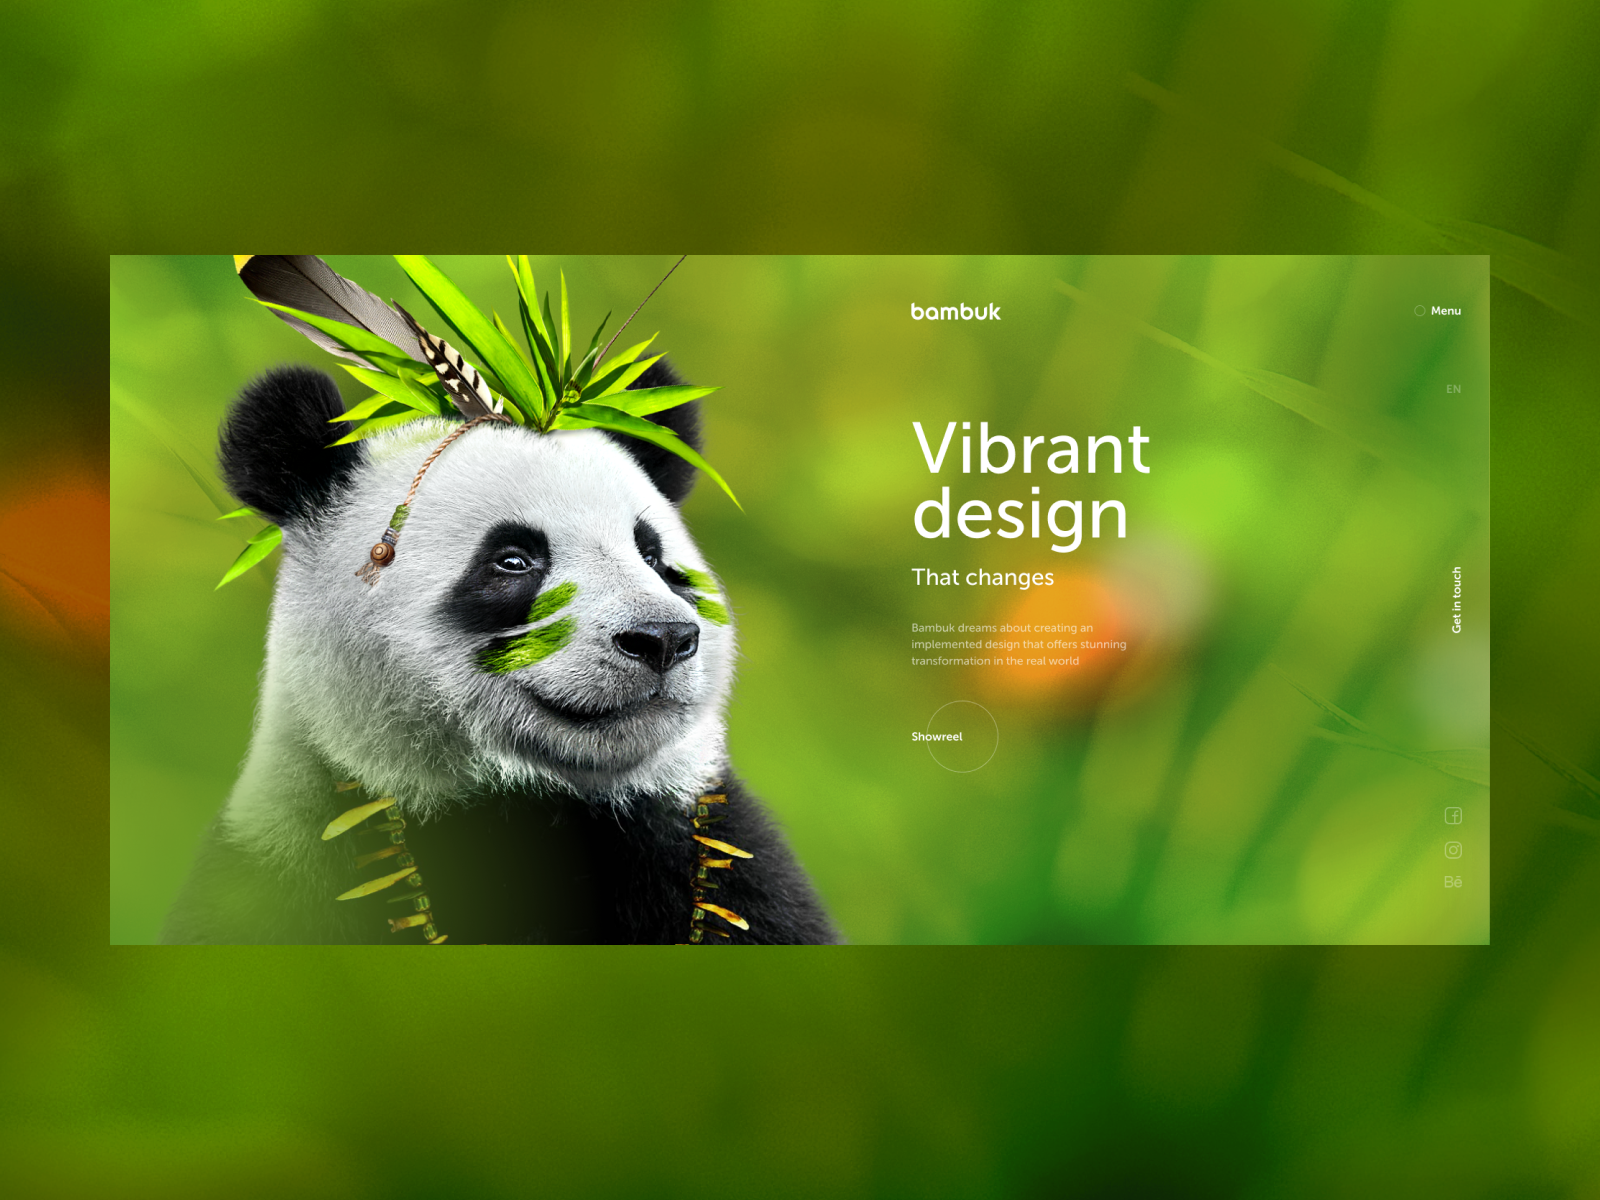 bambuk
Menu
EN
Vibrant
design
That changes
Bambuk dreams about creating an
implemented design that offers stunning
transformation in the real world
Get in touch
Showreel
Bē